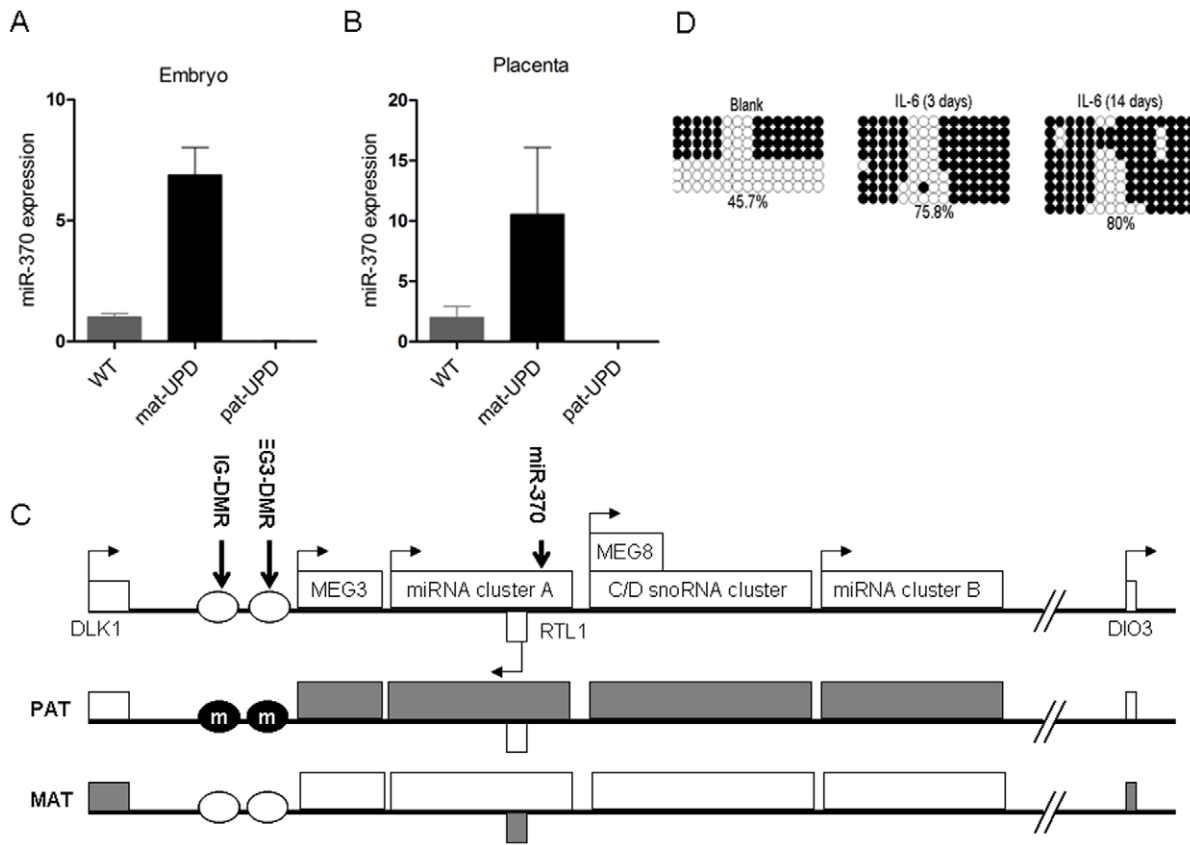 A
Embryo
miR-370 expression
10
5
0
WT
mat-UPD
pat-UPD
B
Placenta
miR-370 expression
20
15
10
5
0
WT
mat-UPD
pat-UPD
D
Blank
45.7%
IL-6 (3 days)
75.8%
IL-6 (14 days)
80%
C
IG-DMR
EG3-DMR
miR-370
DLK1
MEG3
miRNA cluster A
RTL1
MEG8
C/D snoRNA cluster
miRNA cluster B
DIO3
PAT
m
m
MAT